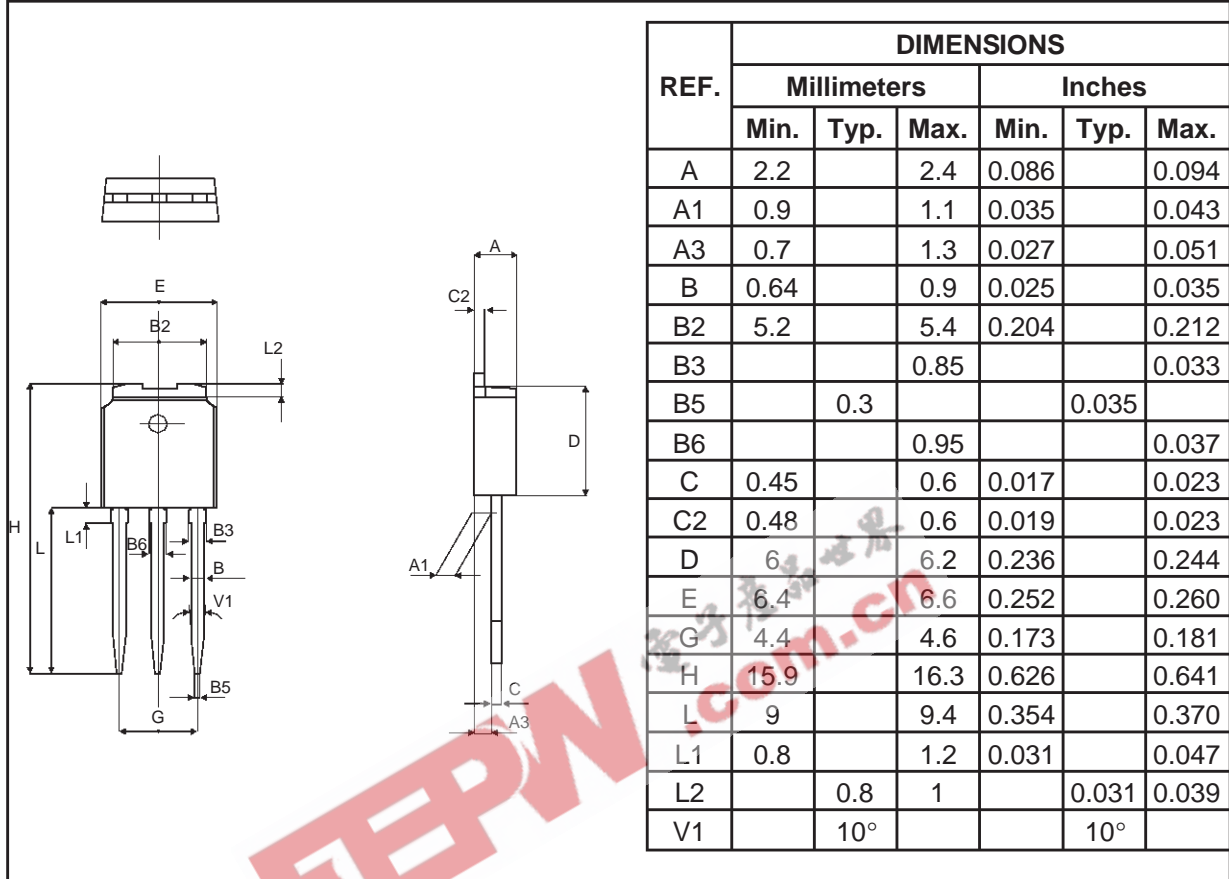 DIMENSIONS
REF. Millimeters Inches
Min. Typ. Max. Min. Typ. Max.
A 2.2 2.4 0.086 0.094
A1 0.9 1.1 0.035 0.043
A3 0.7 1.3 0.027 0.051
B 0.64 0.9 0.025 0.035
B2 5.2 5.4 0.204 0.212
B3 0.85 0.033
B5 0.3 0.035
B6 0.95 0.037
C 0.45 0.6 0.017 0.023
C2 0.48 0.6 0.019 0.023
D 6 6.2 0.236 0.244
E 6.4 6.6 0.252 0.260
G 4.4 4.6 0.173 0.181
H 15.9 16.3 0.626 0.641
L 9 9.4 0.354 0.370
L1 0.8 1.2 0.031 0.047
L2 0.8 1 0.031 0.039
V1 10° 10°
E
B2
L2
H
L
L1
B6
B3
B
V1
B5
G
A
C2
D
A1
C
A3
電子產品世界
EEPW.com.cn